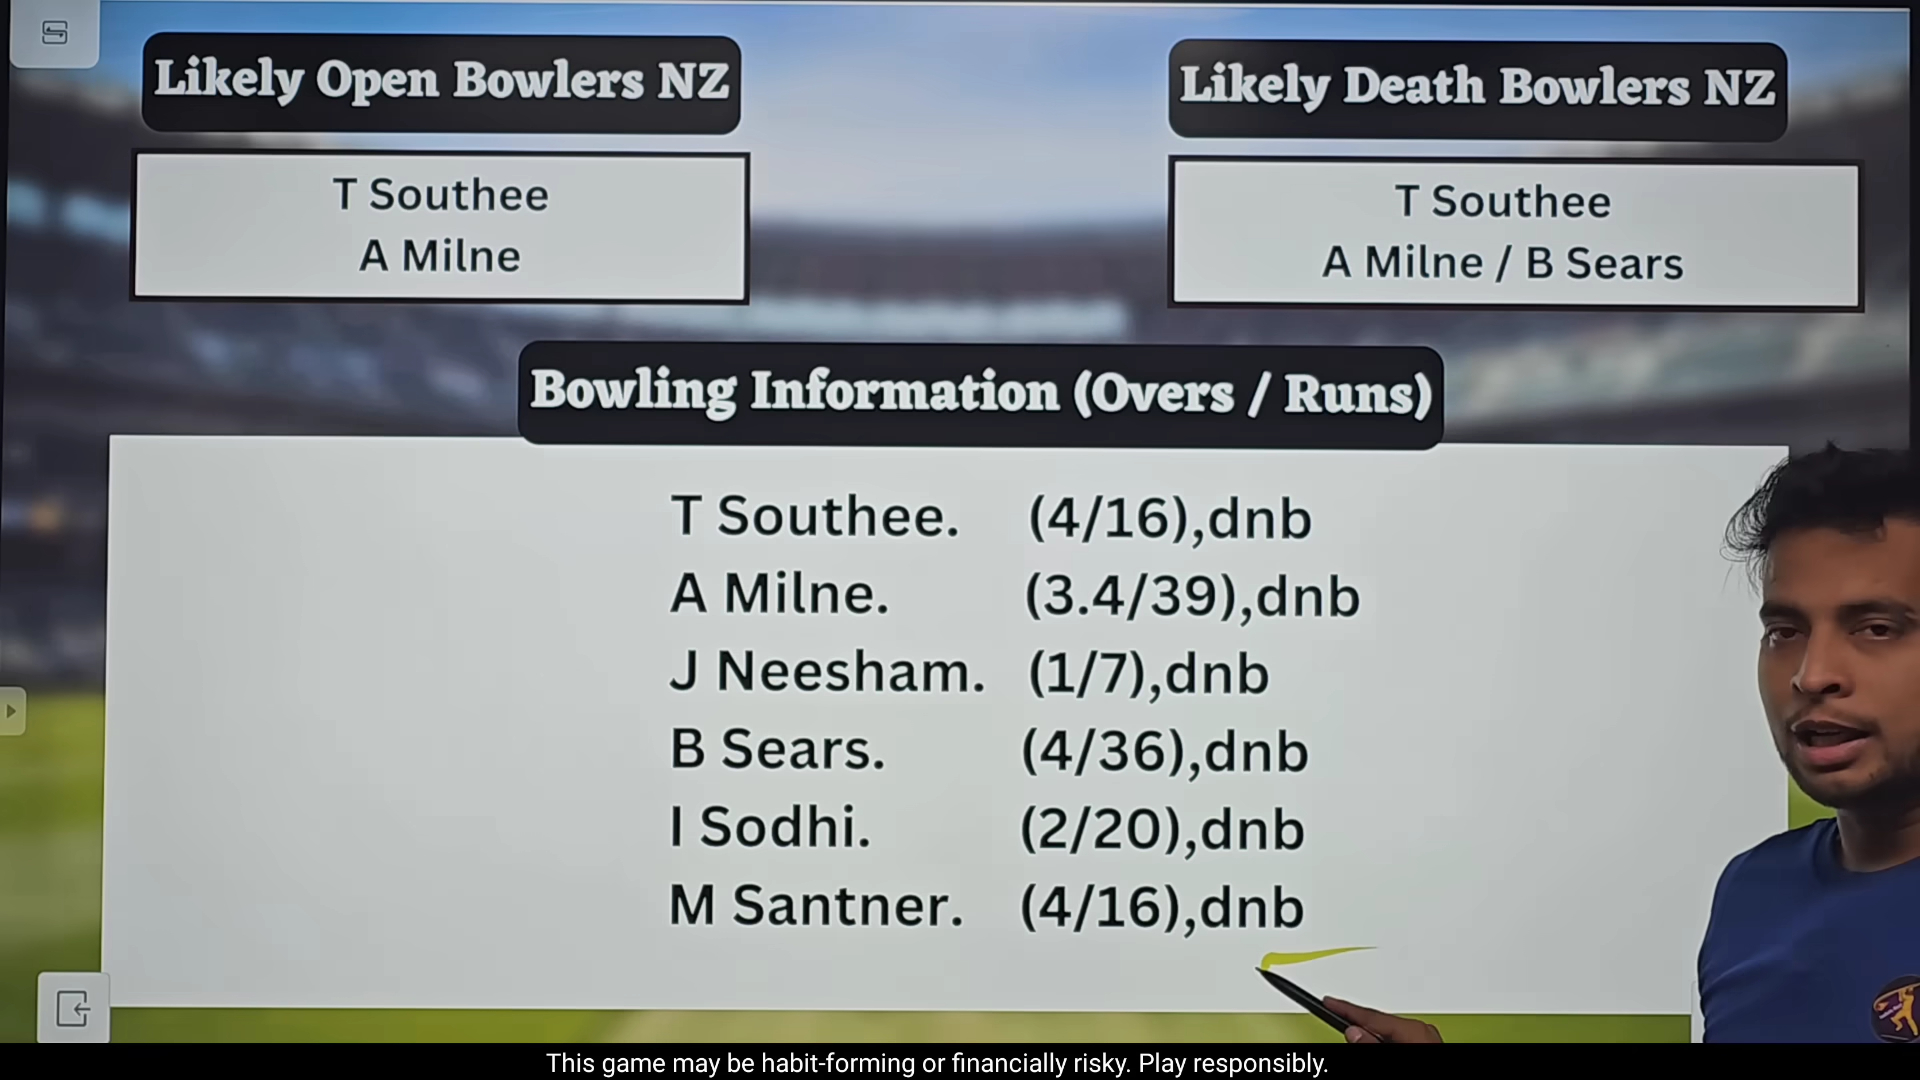 Likely Open Bowlers NZ
T Southee
A Milne
Likely Death Bowlers NZ
T Southee
A Milne / B Sears
Bowling Information (Overs / Runs)
T Southee. (4/16),dnb
A Milne. (3.4/39),dnb
J Neesham. (1/7),dnb
B Sears. (4/36),dnb
I Sodhi. (2/20),dnb
M Santner. (4/16),dnb
This game may be habit-forming or financially risky. Play responsibly.